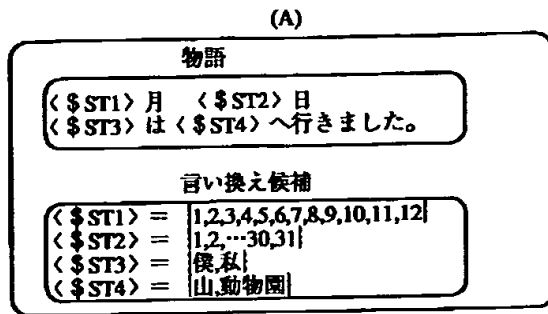 (A)
物語
〈$ST1〉月 〈$ST2〉日
〈$ST3〉は〈$ST4〉へ行きました。
言い換え候補
〈$ST1〉= {1,2,3,4,5,6,7,8,9,10,11,12}
〈$ST2〉= {1,2,…30,31}
〈$ST3〉= {僕,私}
〈$ST4〉= {山,動物園}